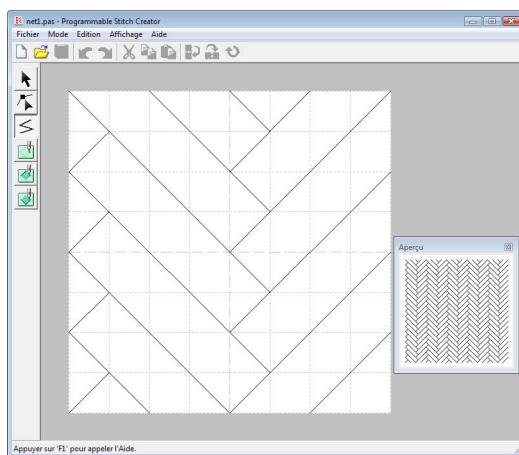 net1.pas - Programmable Stitch Creator
Fichier Mode Edition Affichage Aide
Aperçu
Appuyer sur 'F1' pour appeler l'Aide.